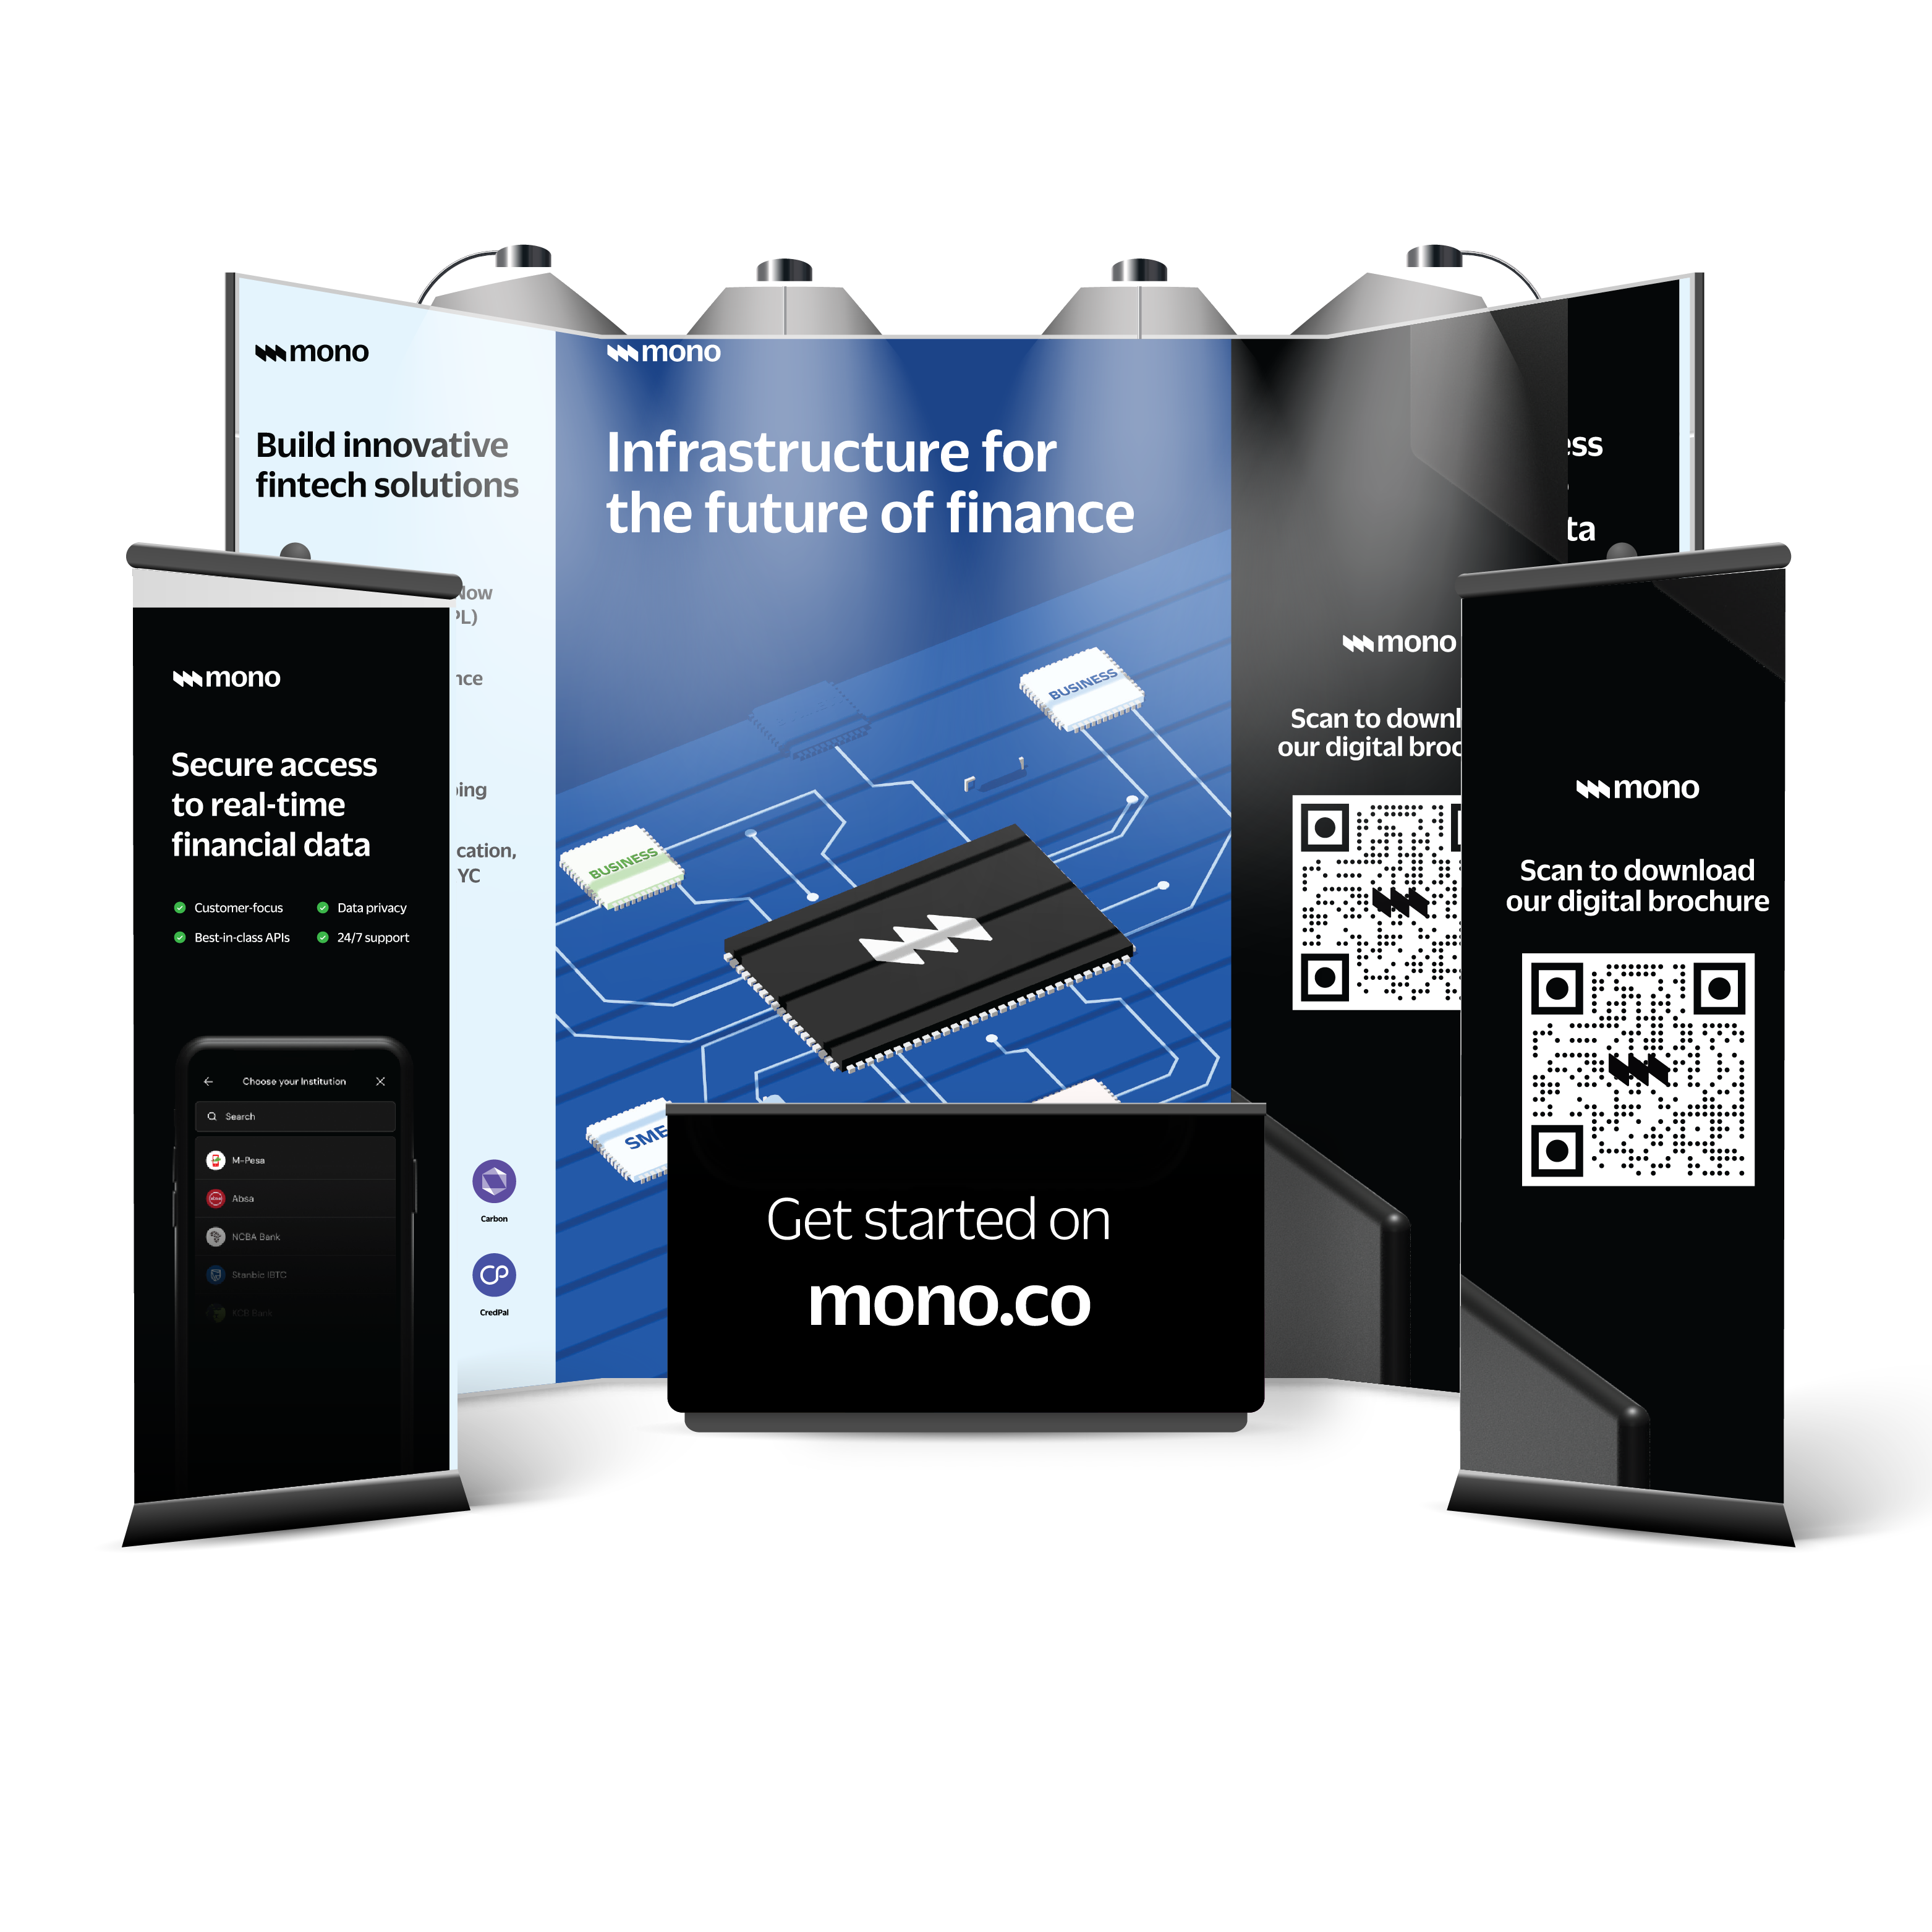 mono
Build innovative
fintech solutions
Now
PL)
nce
ping
cation,
YC
Carbon
CredPal
mono
Infrastructure for
the future of finance
BUSINESS
BUSINESS
SME
ess
ta
mono
Scan to downl
our digital broc
mono
Secure access
to real-time
financial data
Customer-focus
Data privacy
Best-in-class APIs
24/7 support
Choose your Institution
Search
M-Pesa
Absa
NCBA Bank
Stanbic IBTC
KCB Bank
Get started on
mono.co
mono
Scan to download
our digital brochure